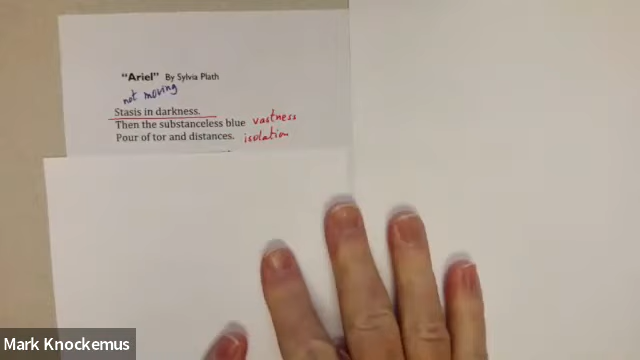 "Ariel" By Sylvia Plath
not moving
Stasis in darkness.
Then the substanceless blue vastness
Pour of tor and distances. isolation
Mark Knockemus